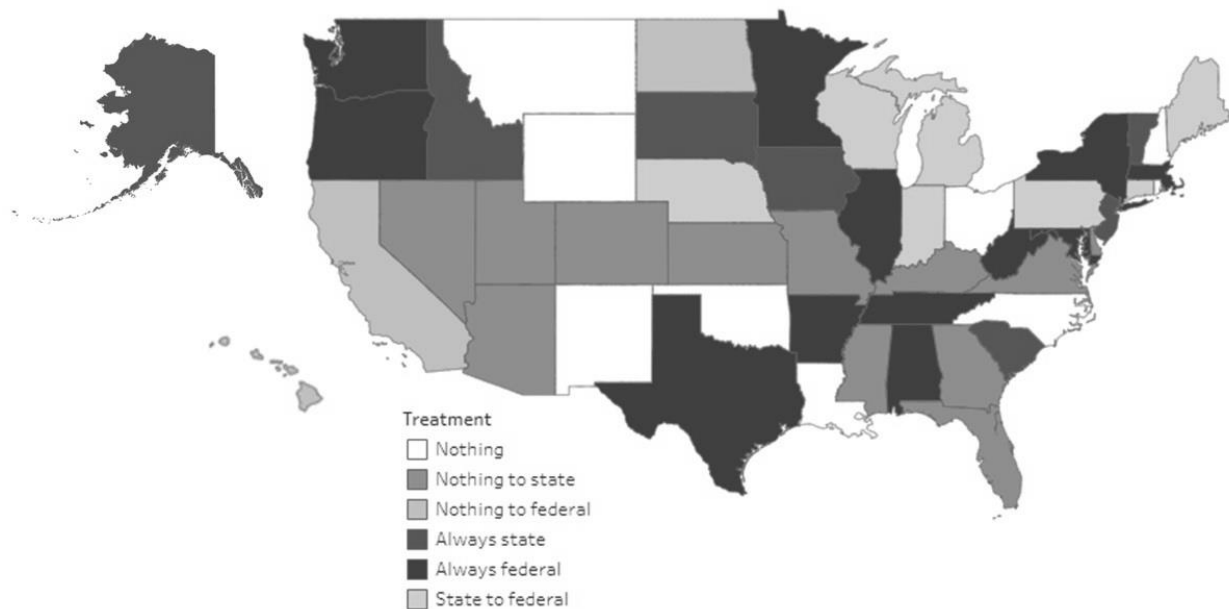 Treatment
Nothing
Nothing to state
Nothing to federal
Always state
Always federal
State to federal